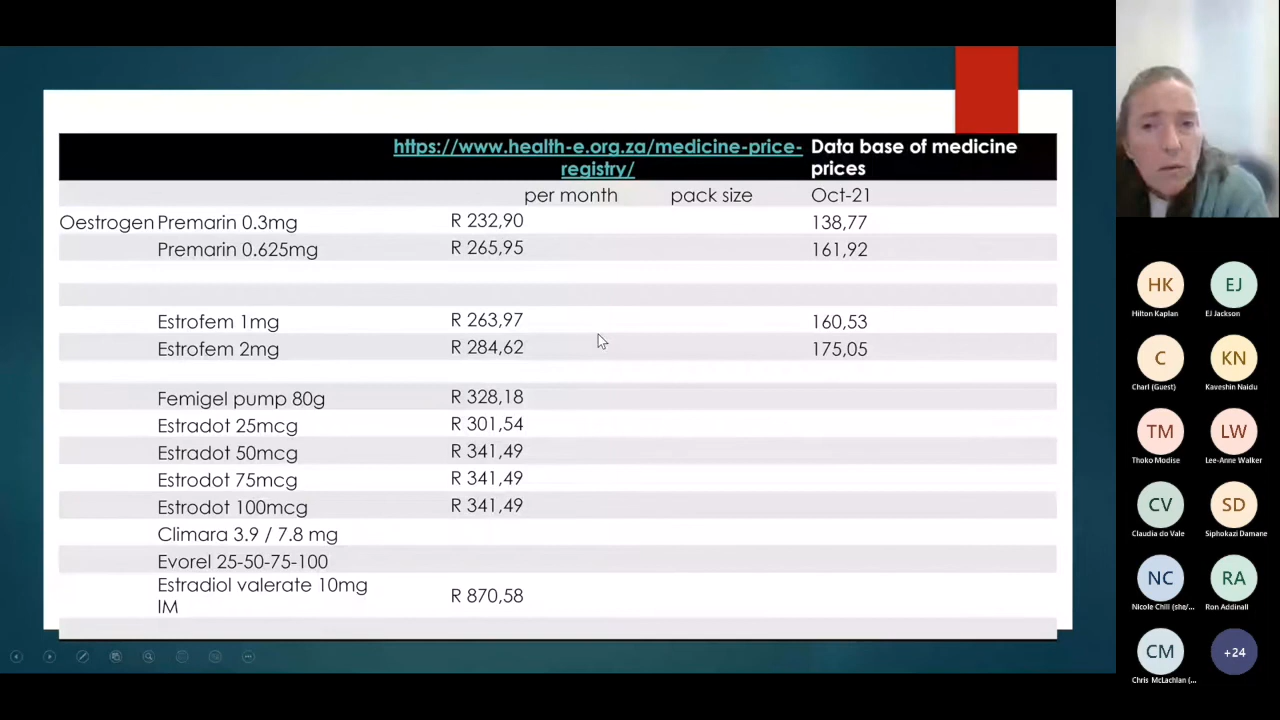 https://www.health-e.org.za/medicine-price-
registry/
Data base of medicine
prices
per month pack size Oct-21
Oestrogen Premarin 0.3mg R 232,90 138,77
Premarin 0.625mg R 265,95 161,92
Estrofem 1mg R 263,97 160,53
Estrofem 2mg R 284,62 175,05
Femigel pump 80g R 328,18
Estradot 25mcg R 301,54
Estradot 50mcg R 341,49
Estrodot 75mcg R 341,49
Estrodot 100mcg R 341,49
Climara 3.9 / 7.8 mg
Evorel 25-50-75-100
Estradiol valerate 10mg
IM
R 870,58
HK EJ
Hilton Kaplan EJ Jackson
C KN
Charl (Guest) Kaveshin Naidu
TM LW
Thoko Modise Lee-Anne Walker
CV SD
Claudia do Vale Siphokazi Damane
NC RA
Nicole Chill (she/... Ron Addinall
CM +24
Chris McLachlan (...